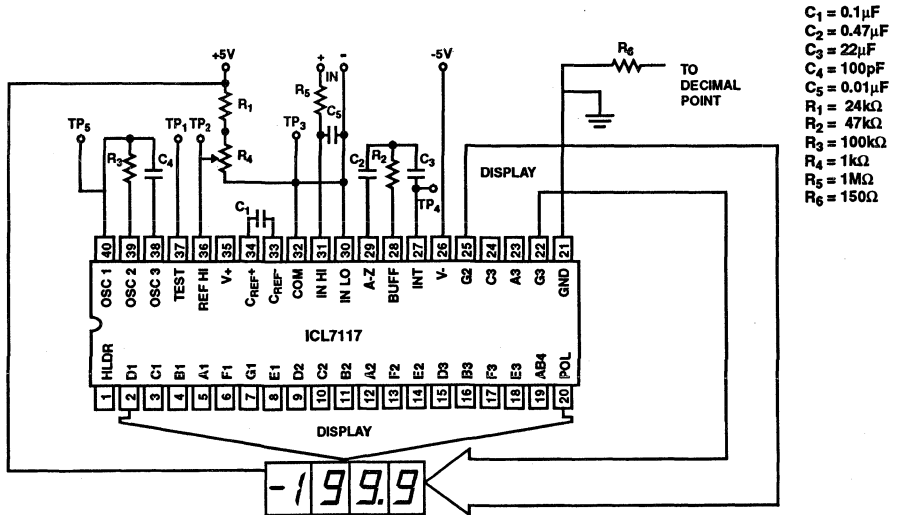 C1 = 0.1μF
C2 = 0.47μF
C3 = 22μF
C4 = 100pF
C5 = 0.01μF
R1 = 24kΩ
R2 = 47kΩ
R3 = 100kΩ
R4 = 1kΩ
R5 = 1MΩ
R6 = 150Ω
+5V
+ -
IN
-5V
R6
TO
DECIMAL
POINT
R1
R5
C5
TP5
TP1
TP2
TP3
R3
C4
R4
C2
R2
C3
TP4
C1
DISPLAY
40 39 38 37 36 35 34 33 32 31 30 29 28 27 26 25 24 23 22 21
OSC 1
OSC 2
OSC 3
TEST
REF HI
V+
CREF+
CREF-
COM
IN HI
IN LO
A-Z
BUFF
INT
V-
G2
C3
A3
G3
GND
ICL7117
HLDR
D1
C1
B1
A1
F1
G1
E1
D2
C2
B2
A2
F2
E2
D3
B3
F3
E3
AB4
POL
1 2 3 4 5 6 7 8 9 10 11 12 13 14 15 16 17 18 19 20
DISPLAY
-199.9